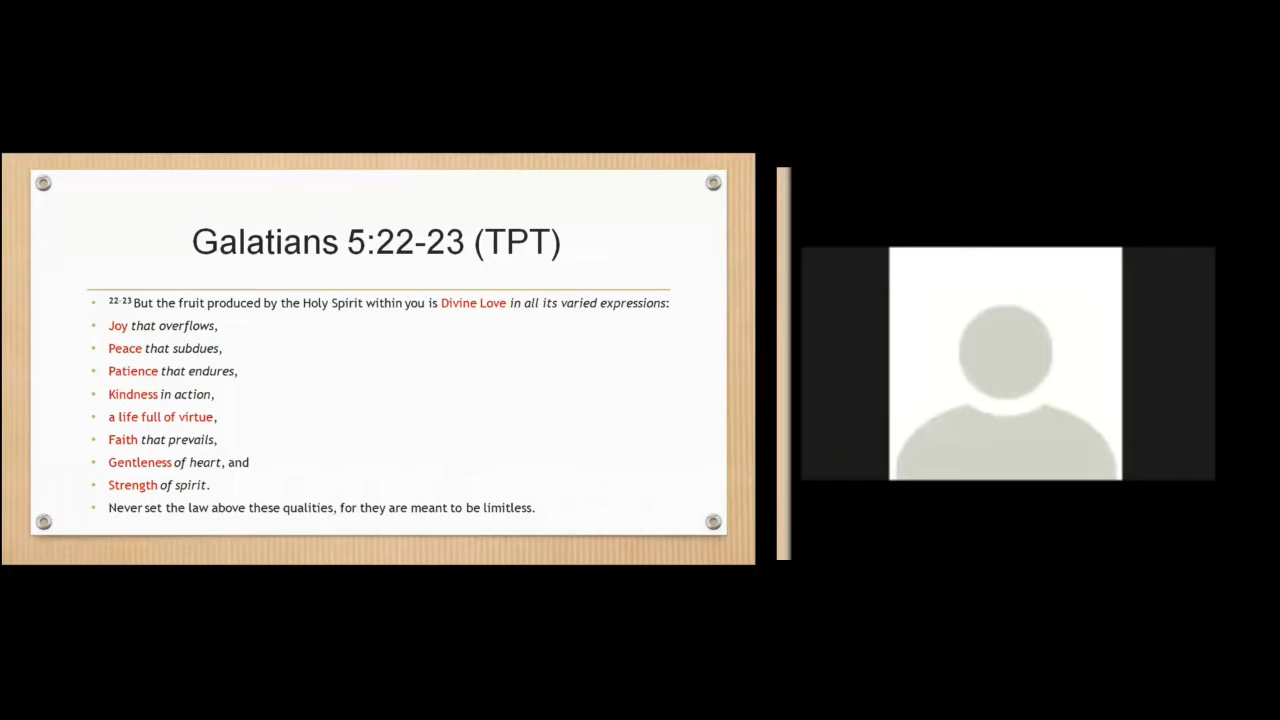 Galatians 5:22-23 (TPT)
• 22-23 But the fruit produced by the Holy Spirit within you is Divine Love in all its varied expressions:
• Joy that overflows,
• Peace that subdues,
• Patience that endures,
• Kindness in action,
• a life full of virtue,
• Faith that prevails,
• Gentleness of heart, and
• Strength of spirit.
• Never set the law above these qualities, for they are meant to be limitless.